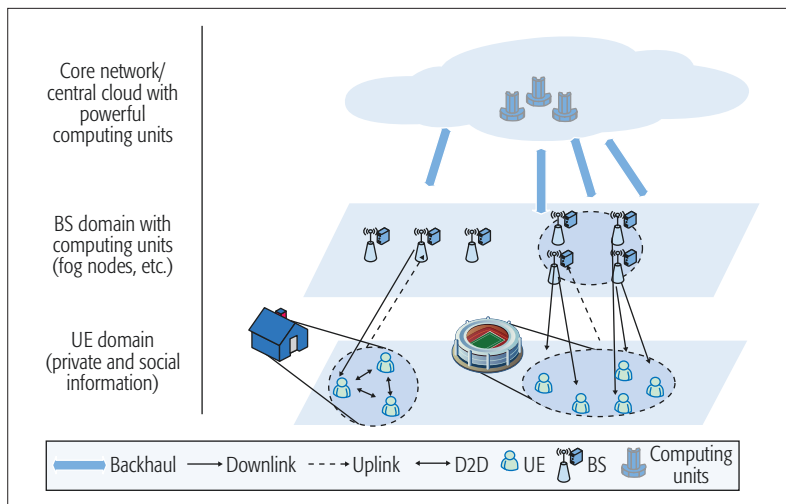 Core network/
central cloud with
powerful
computing units
BS domain with
computing units
(fog nodes, etc.)
UE domain
(private and social
information)
Backhaul
Downlink
Uplink
D2D
UE
BS
Computing
units